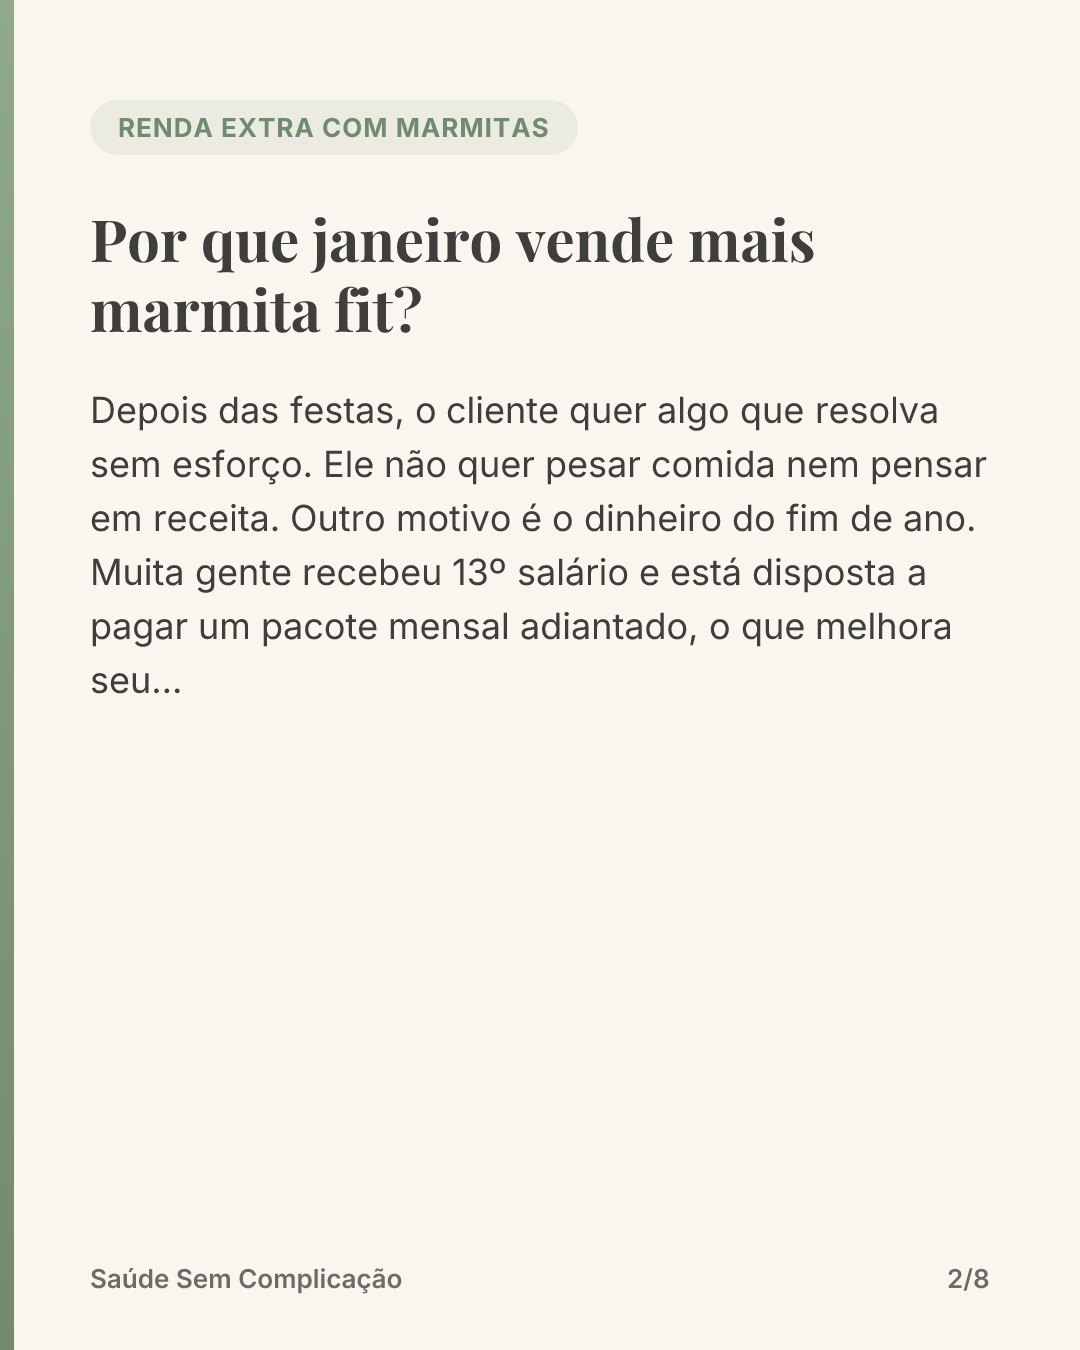 RENDA EXTRA COM MARMITAS
Por que janeiro vende mais
marmita fit?
Depois das festas, o cliente quer algo que resolva
sem esforço. Ele não quer pesar comida nem pensar
em receita. Outro motivo é o dinheiro do fim de ano.
Muita gente recebeu 13º salário e está disposta a
pagar um pacote mensal adiantado, o que melhora
seu...
Saúde Sem Complicação
2/8